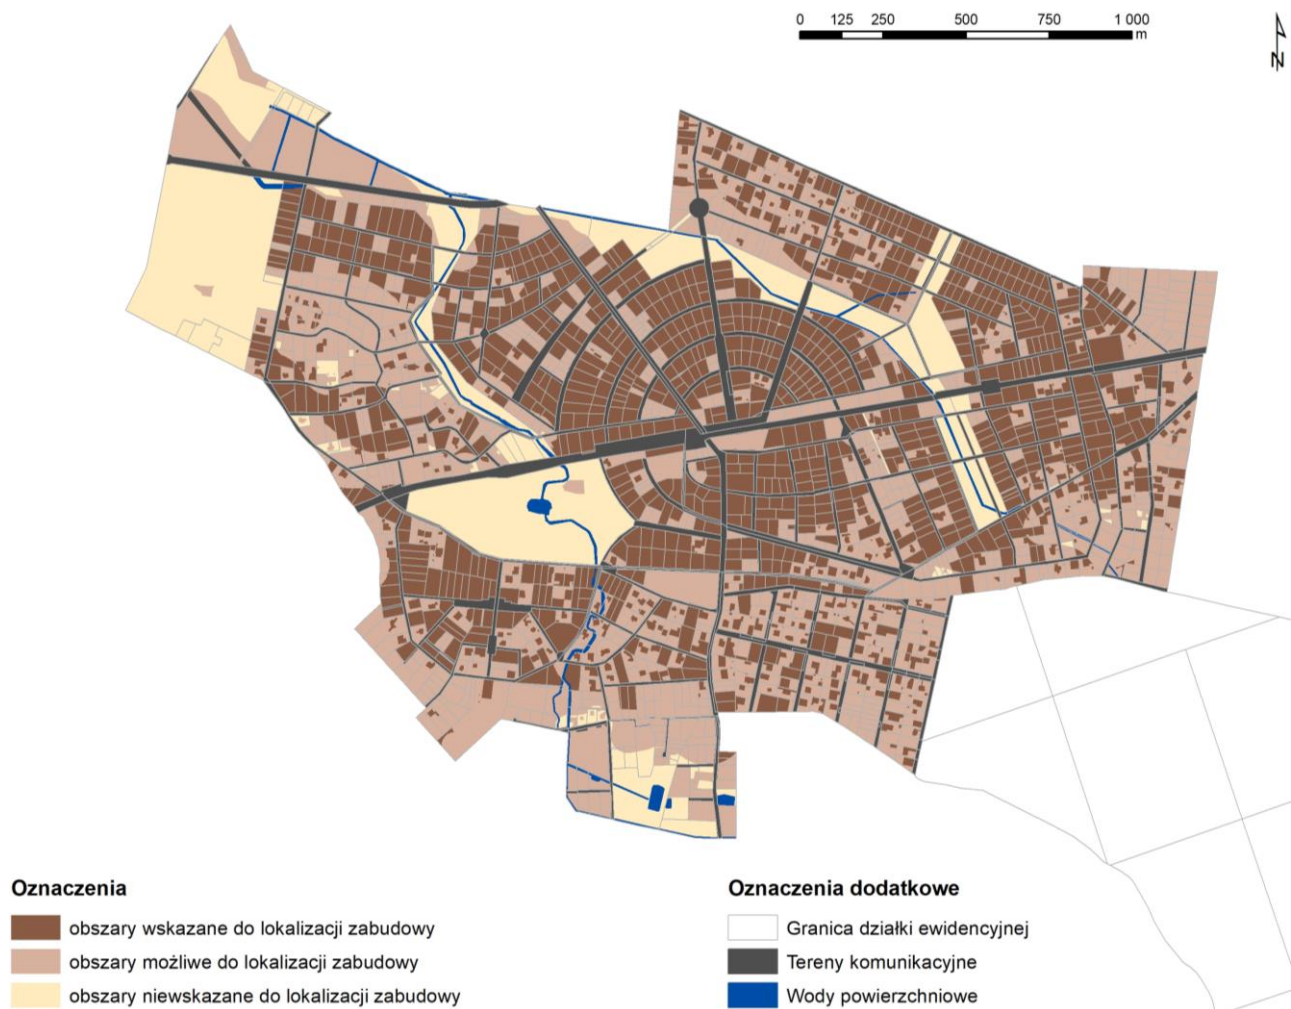 0 125 250 500 750 1 000
m
N
Oznaczenia
obszary wskazane do lokalizacji zabudowy
obszary możliwe do lokalizacji zabudowy
obszary niewskazane do lokalizacji zabudowy
Oznaczenia dodatkowe
Granica działki ewidencyjnej
Tereny komunikacyjne
Wody powierzchniowe